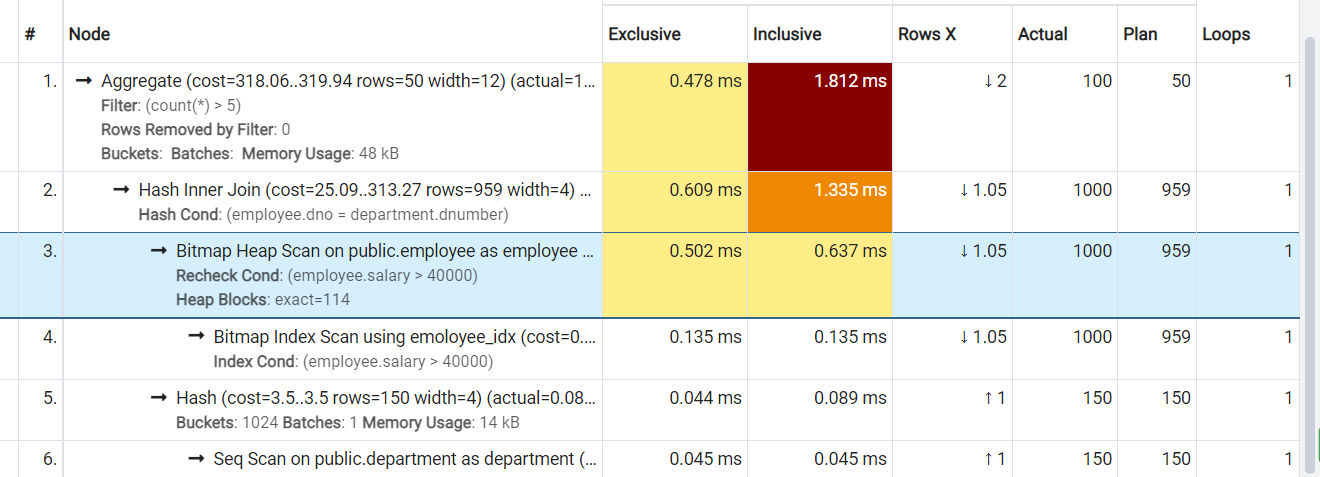 # Node Exclusive Inclusive Rows X Actual Plan Loops
1. → Aggregate (cost=318.06..319.94 rows=50 width=12) (actual=1... 0.478 ms 1.812 ms ↓ 2 100 50 1
Filter: (count(*) > 5)
Rows Removed by Filter: 0
Buckets: Batches: Memory Usage: 48 kB
2. → Hash Inner Join (cost=25.09..313.27 rows=959 width=4) ... 0.609 ms 1.335 ms ↓ 1.05 1000 959 1
Hash Cond: (employee.dno = department.dnumber)
3. → Bitmap Heap Scan on public.employee as employee ... 0.502 ms 0.637 ms ↓ 1.05 1000 959 1
Recheck Cond: (employee.salary > 40000)
Heap Blocks: exact=114
4. → Bitmap Index Scan using emoloyee_idx (cost=0.... 0.135 ms 0.135 ms ↓ 1.05 1000 959 1
Index Cond: (employee.salary > 40000)
5. → Hash (cost=3.5..3.5 rows=150 width=4) (actual=0.08... 0.044 ms 0.089 ms ↑ 1 150 150 1
Buckets: 1024 Batches: 1 Memory Usage: 14 kB
6. → Seq Scan on public.department as department (... 0.045 ms 0.045 ms ↑ 1 150 150 1